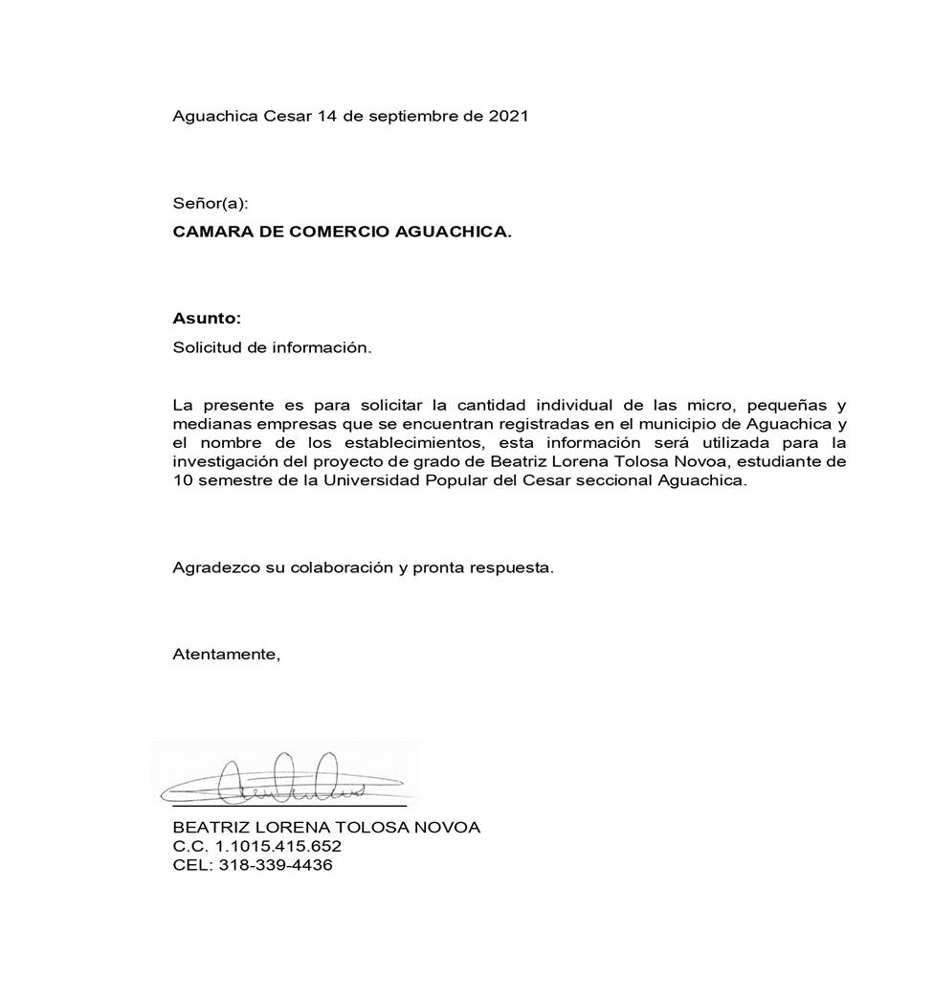 Aguachica Cesar 14 de septiembre de 2021
Señor(a):
CAMARA DE COMERCIO AGUACHICA.
Asunto:
Solicitud de información.
La presente es para solicitar la cantidad individual de las micro, pequeñas y
medianas empresas que se encuentran registradas en el municipio de Aguachica y
el nombre de los establecimientos, esta información será utilizada para la
investigación del proyecto de grado de Beatriz Lorena Tolosa Novoa, estudiante de
10 semestre de la Universidad Popular del Cesar seccional Aguachica.
Agradezco su colaboración y pronta respuesta.
Atentamente,
BEATRIZ LORENA TOLOSA NOVOA
C.C. 1.1015.415.652
CEL: 318-339-4436